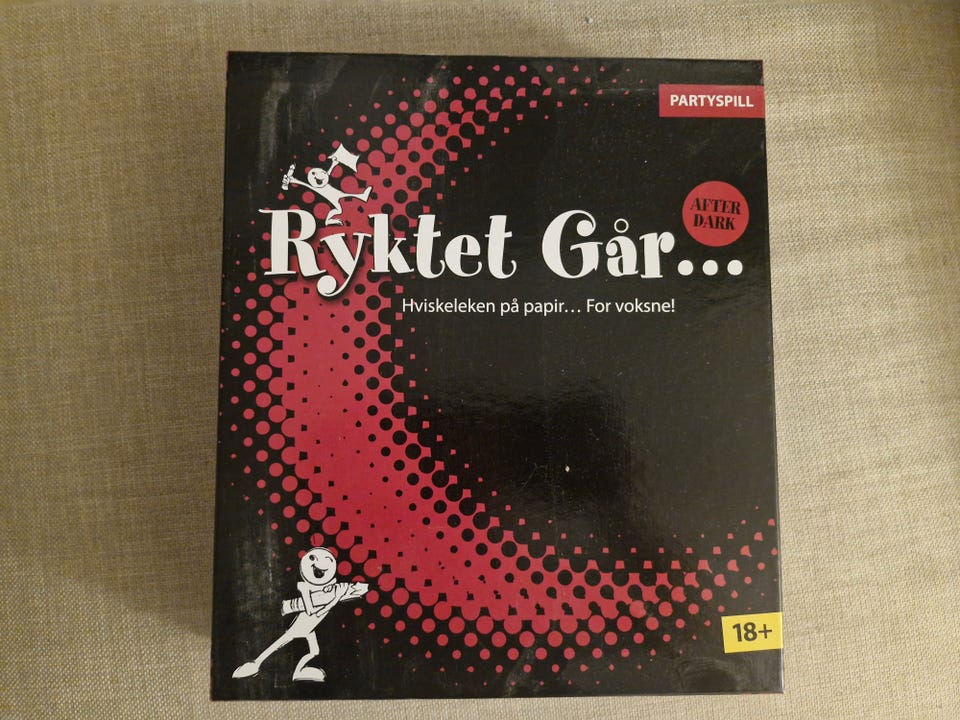 PARTYSPILL
AFTER
DARK
Ryktet Går...
Hviskeleken på papir... For voksne!
18+